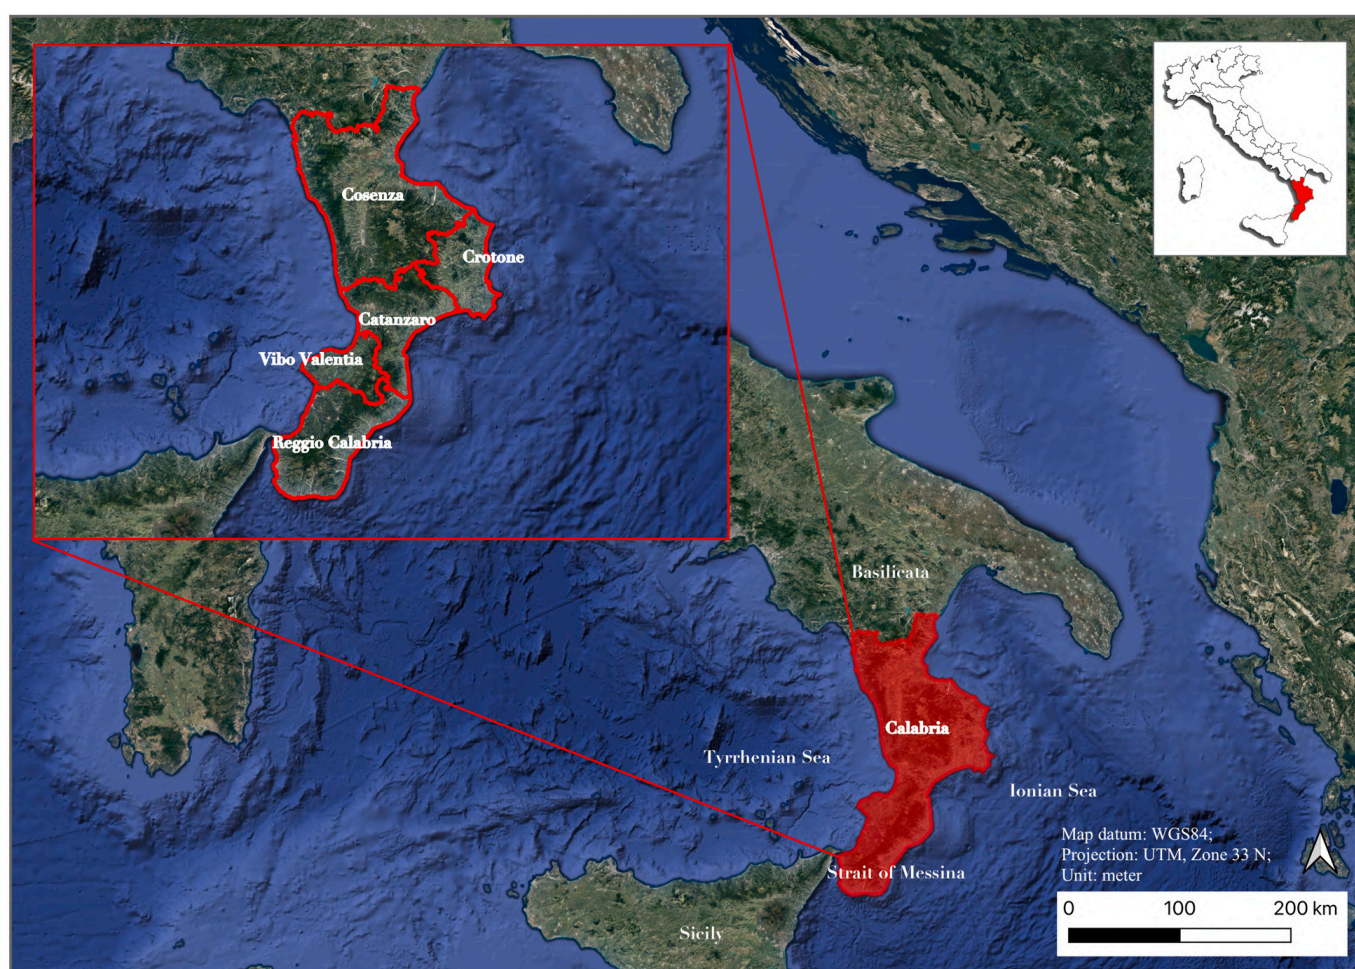 Cosenza
Crotone
Catanzaro
Vibo Valentia
Reggio Calabria
Basilicata
Calabria
Tyrrhenian Sea
Ionian Sea
Map datum: WGS84;
Projection: UTM, Zone 33 N;
Unit: meter
Strait of Messina
0 100 200 km
Sicily